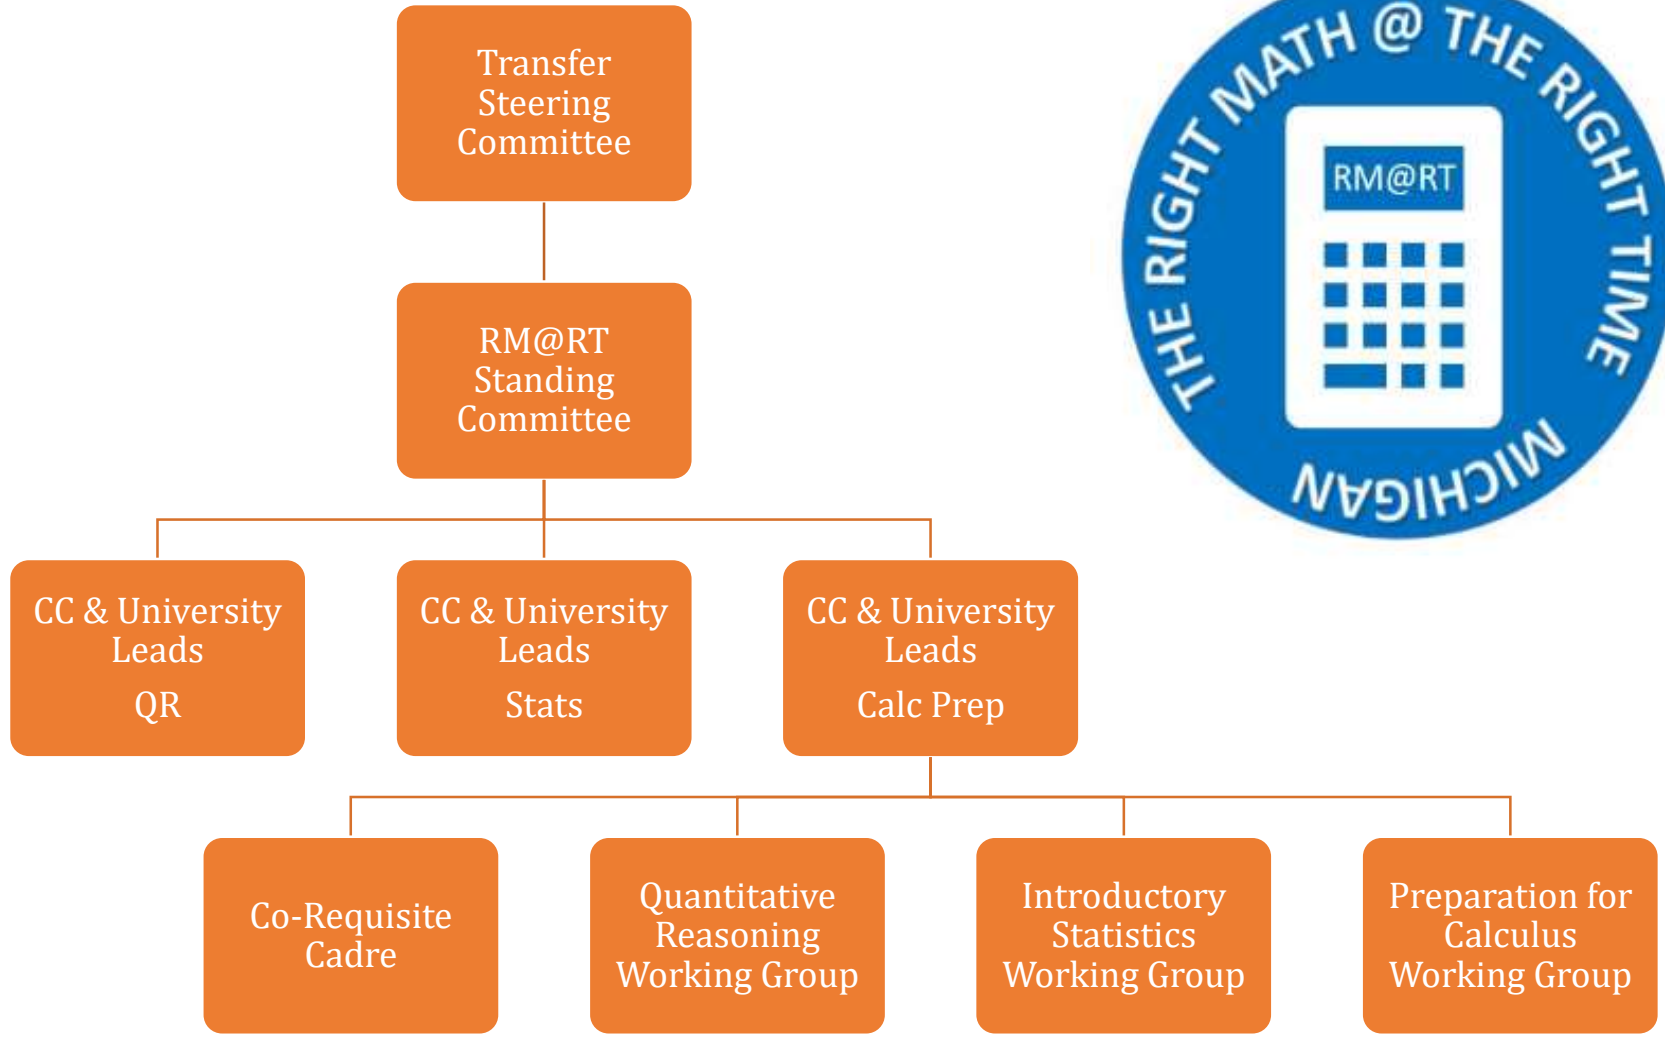 Transfer
Steering
Committee
THE RIGHT MATH @ THE RIGHT TIME
RM@RT
MICHIGAN
RM@RT
Standing
Committee
CC & University
Leads
QR
CC & University
Leads
Stats
CC & University
Leads
Calc Prep
Co-Requisite
Cadre
Quantitative
Reasoning
Working Group
Introductory
Statistics
Working Group
Preparation for
Calculus
Working Group